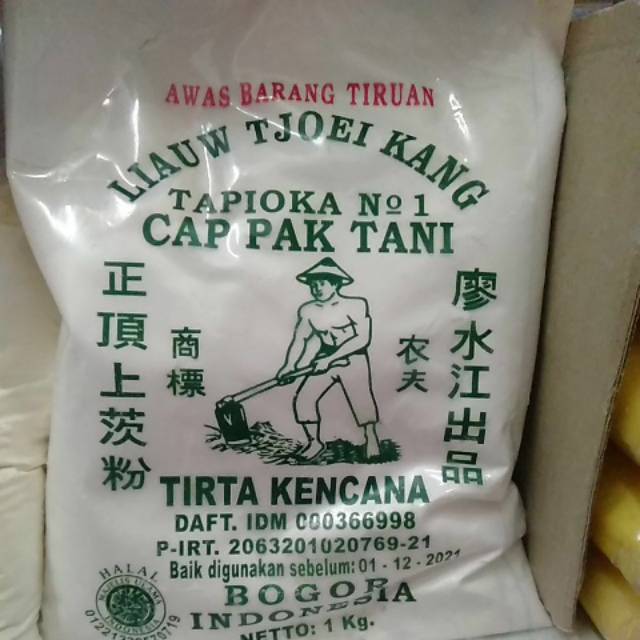 AWAS BARANG TIRUAN
LIAUW TJOEI KANG
TAPIOKA No 1
CAP PAK TANI
正頂上茨粉
商標
农夫
廖水江出品
TIRTA KENCANA
DAFT. IDM 000366998
P-IRT. 2063201020769-21
Baik digunakan sebelum: 01 - 12 - 2021
HALAL
BOGOR
INDONESIA
NETTO: 1 Kg.